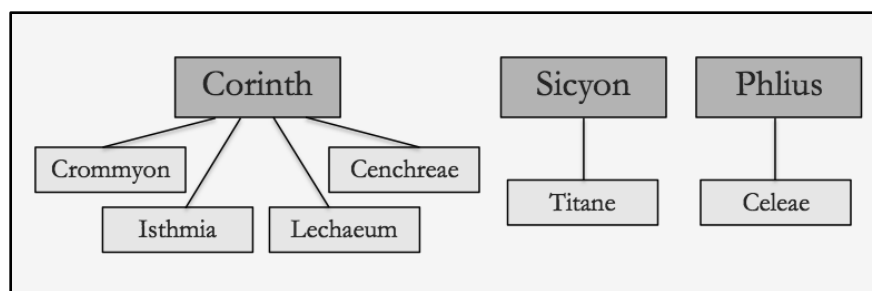 Corinth
Sicyon
Phlius
Crommyon
Cenchreae
Isthmia
Lechaeum
Titane
Celeae